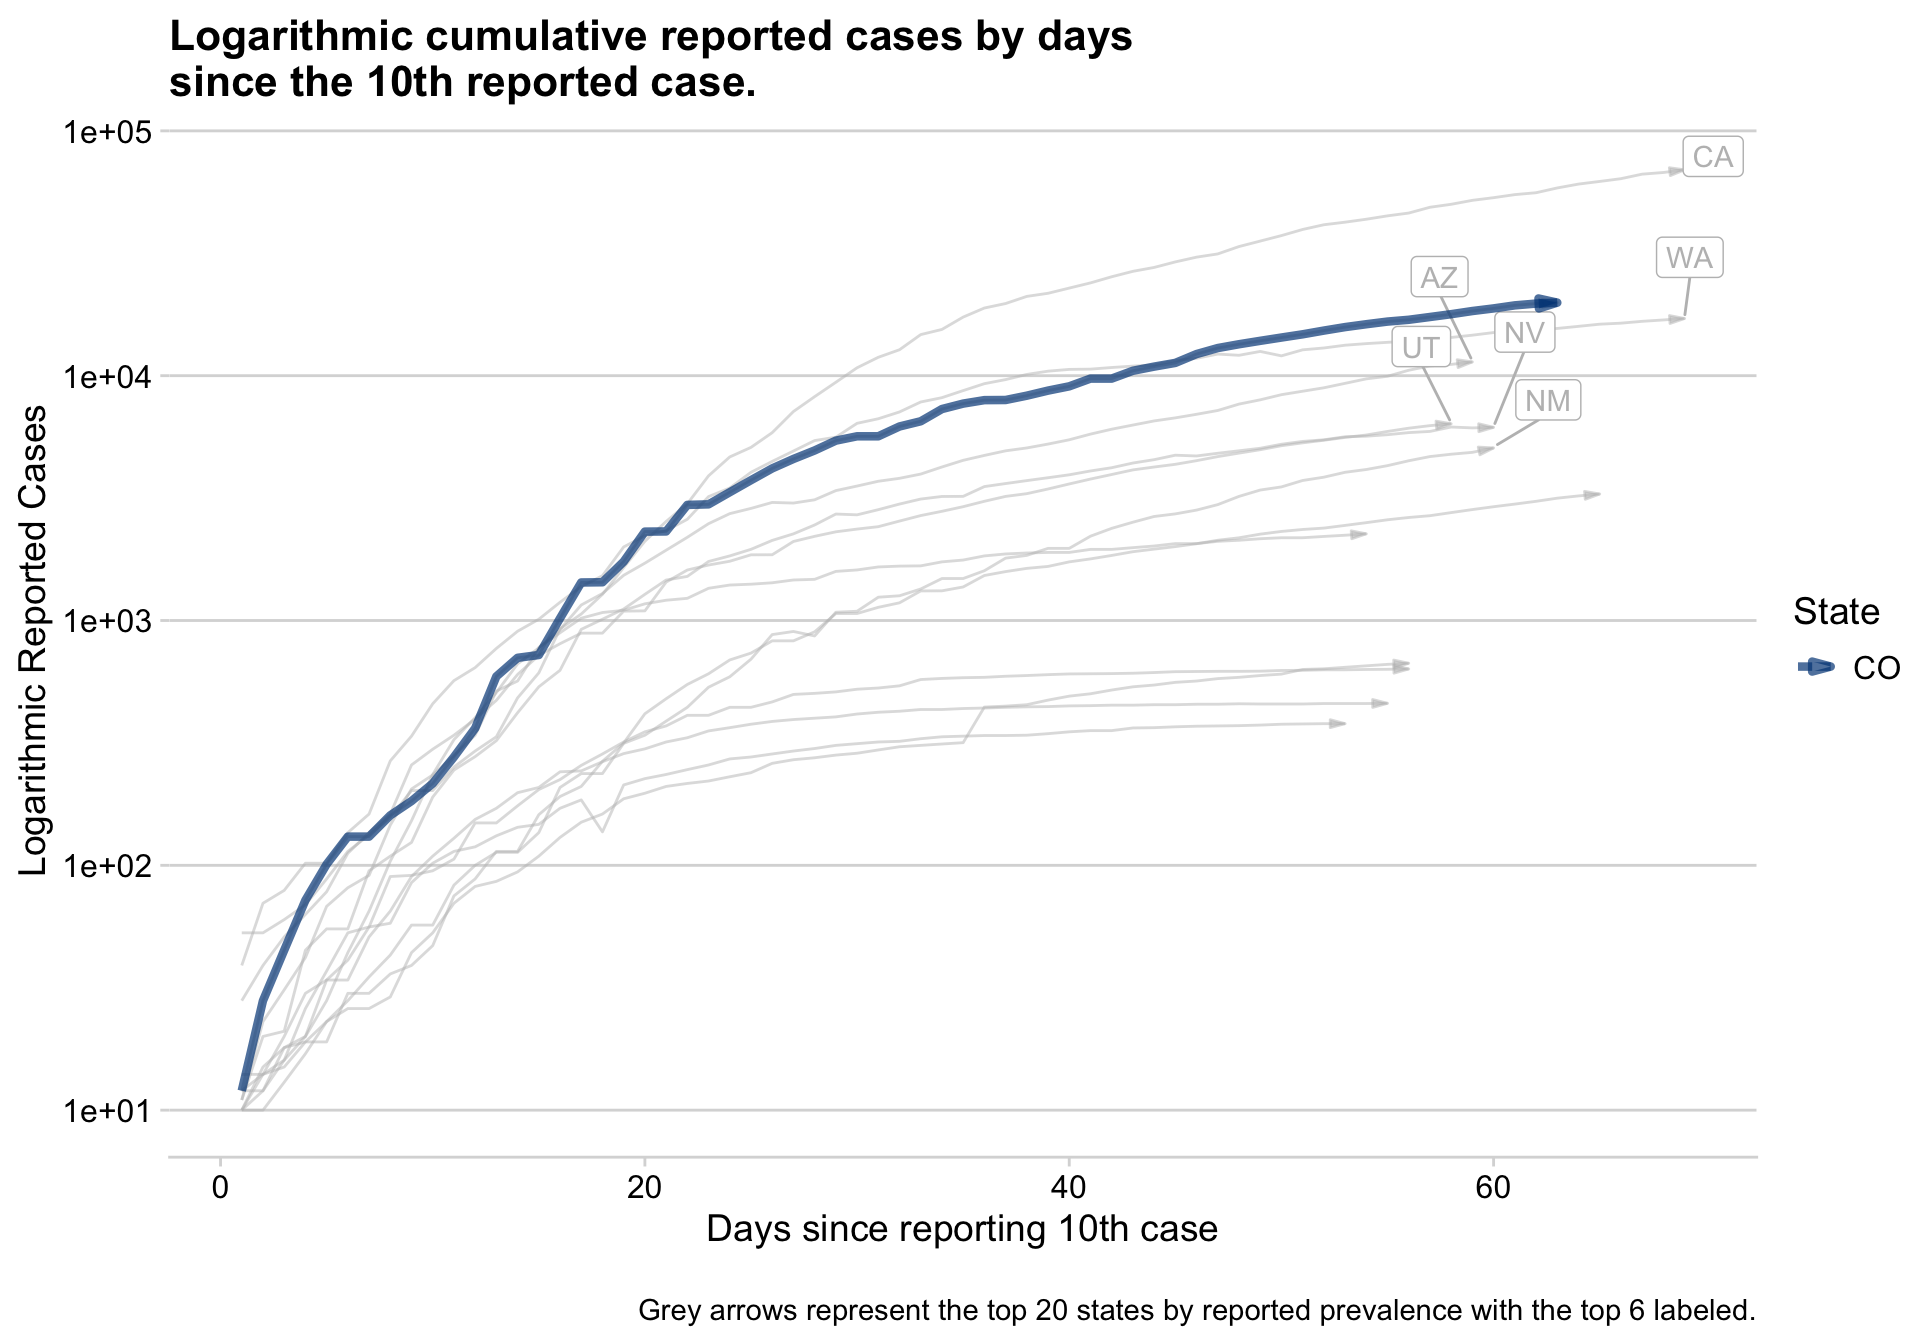 Logarithmic cumulative reported cases by days
since the 10th reported case.
1e+05
CA
WA
AZ
NV
UT
1e+04
NM
1e+03
1e+02
1e+01
Logarithmic Reported Cases
State
CO
0 20 40 60
Days since reporting 10th case
Grey arrows represent the top 20 states by reported prevalence with the top 6 labeled.